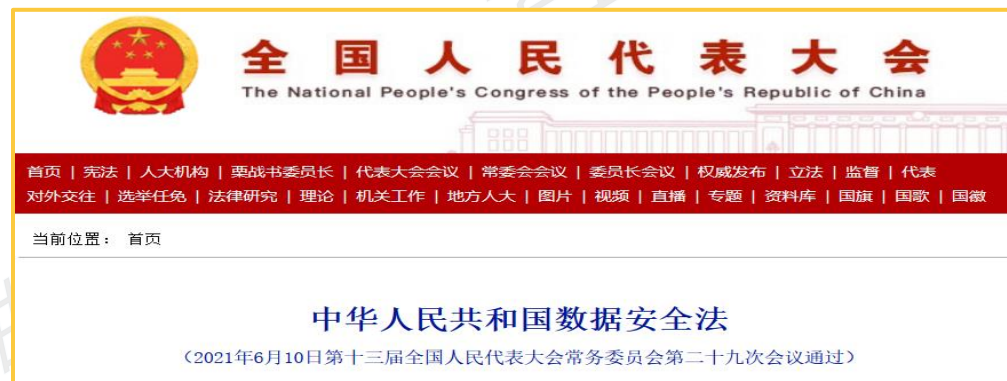 全国人民代表大会
The National People's Congress of the People's Republic of China
首页 | 宪法 | 人大机构 | 栗战书委员长 | 代表大会会议 | 常委会会议 | 委员长会议 | 权威发布 | 立法 | 监督 | 代表
对外交往 | 选举任免 | 法律研究 | 理论 | 机关工作 | 地方人大 | 图片 | 视频 | 直播 | 专题 | 资料库 | 国旗 | 国歌 | 国徽
当前位置： 首页
中华人民共和国数据安全法
（2021年6月10日第十三届全国人民代表大会常务委员会第二十九次会议通过）